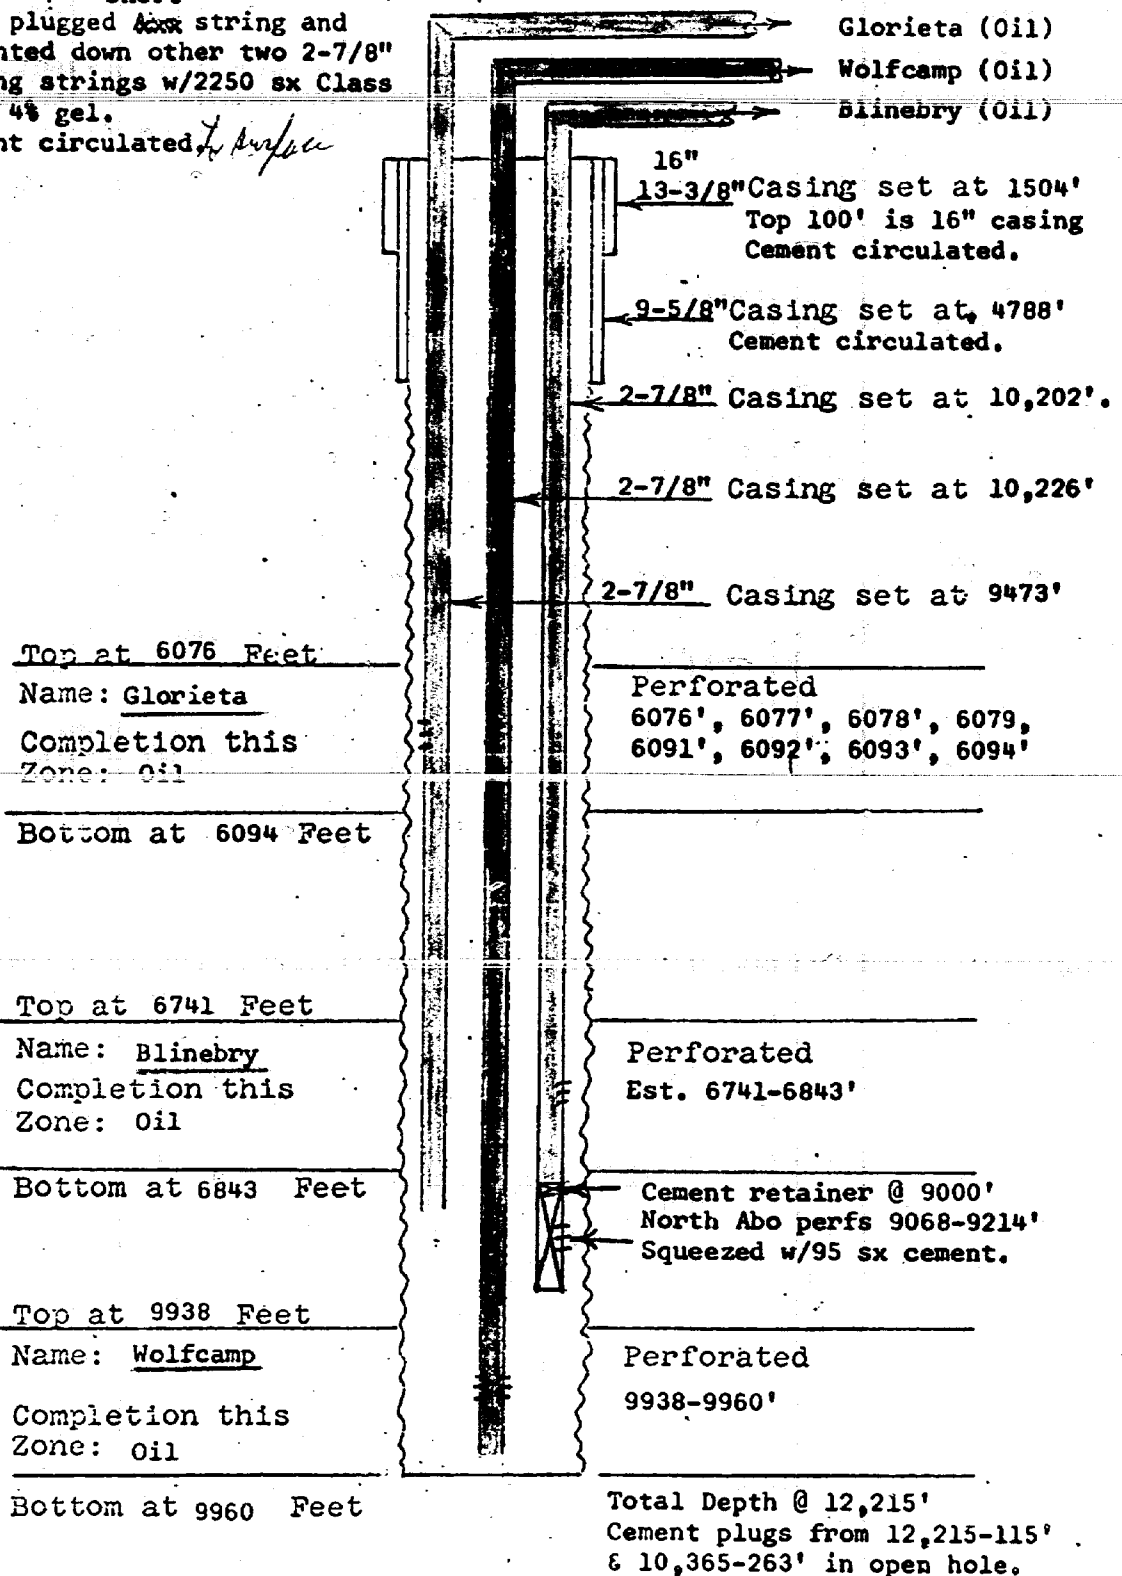 plugged string and
nted down other two 2-7/8"
ng strings w/2250 sx Class
4% gel.
nt circulated to surface
Glorieta (Oil)
Wolfcamp (Oil)
Blinebry (Oil)
16"
13-3/8" Casing set at 1504'
Top 100' is 16" casing
Cement circulated.
9-5/8" Casing set at 4788'
Cement circulated.
2-7/8" Casing set at 10,202'.
2-7/8" Casing set at 10,226'
2-7/8" Casing set at 9473'
Top at 6076 Feet
Name: Glorieta
Completion this
Zone: Oil
Bottom at 6094 Feet
Perforated
6076', 6077', 6078', 6079,
6091', 6092', 6093', 6094'
Top at 6741 Feet
Name: Blinebry
Completion this
Zone: Oil
Bottom at 6843 Feet
Perforated
Est. 6741-6843'
Cement retainer @ 9000'
North Abo perfs 9068-9214'
Squeezed w/95 sx cement.
Top at 9938 Feet
Name: Wolfcamp
Completion this
Zone: Oil
Bottom at 9960 Feet
Perforated
9938-9960'
Total Depth @ 12,215'
Cement plugs from 12,215-115'
& 10,365-263' in open hole.